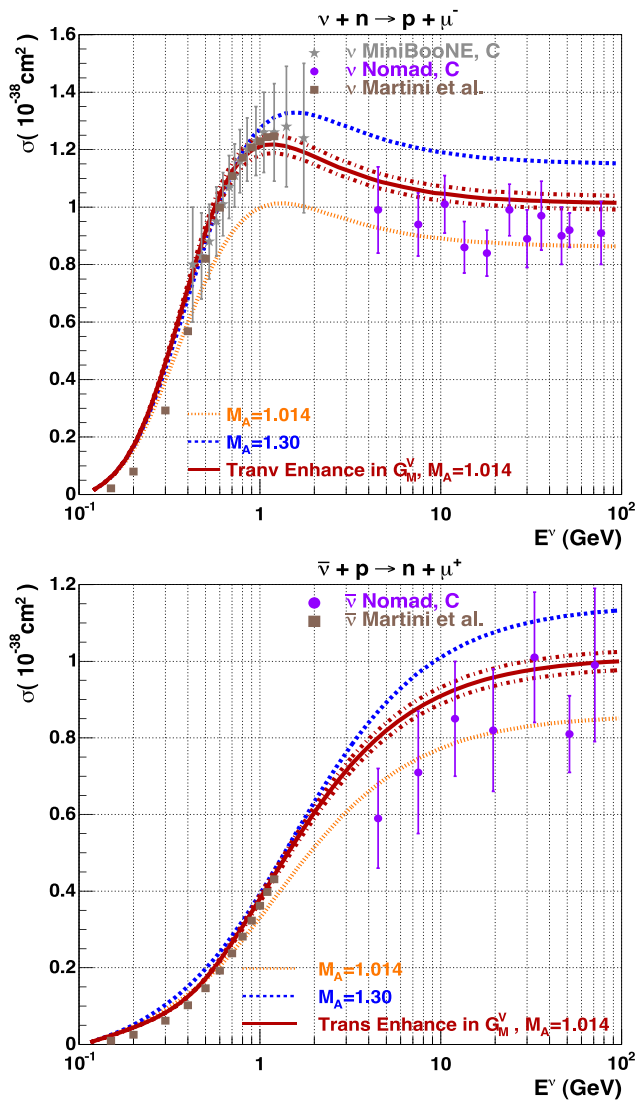 ν + n → p + μ⁻
σ( 10⁻³⁸cm²)
1.6
1.4
1.2
1
0.8
0.6
0.4
0.2
0
ν MiniBooNE, C
ν Nomad, C
ν Martini et al.
M_A=1.014
M_A=1.30
Tranv Enhance in G_M^V, M_A=1.014
10⁻¹ 1 10 10²
E^ν (GeV)
ν̅ + p → n + μ⁺
σ( 10⁻³⁸cm²)
1.2
1
0.8
0.6
0.4
0.2
0
ν̅ Nomad, C
ν̅ Martini et al.
M_A=1.014
M_A=1.30
Trans Enhance in G_M^V , M_A=1.014
10⁻¹ 1 10 10²
E^ν (GeV)